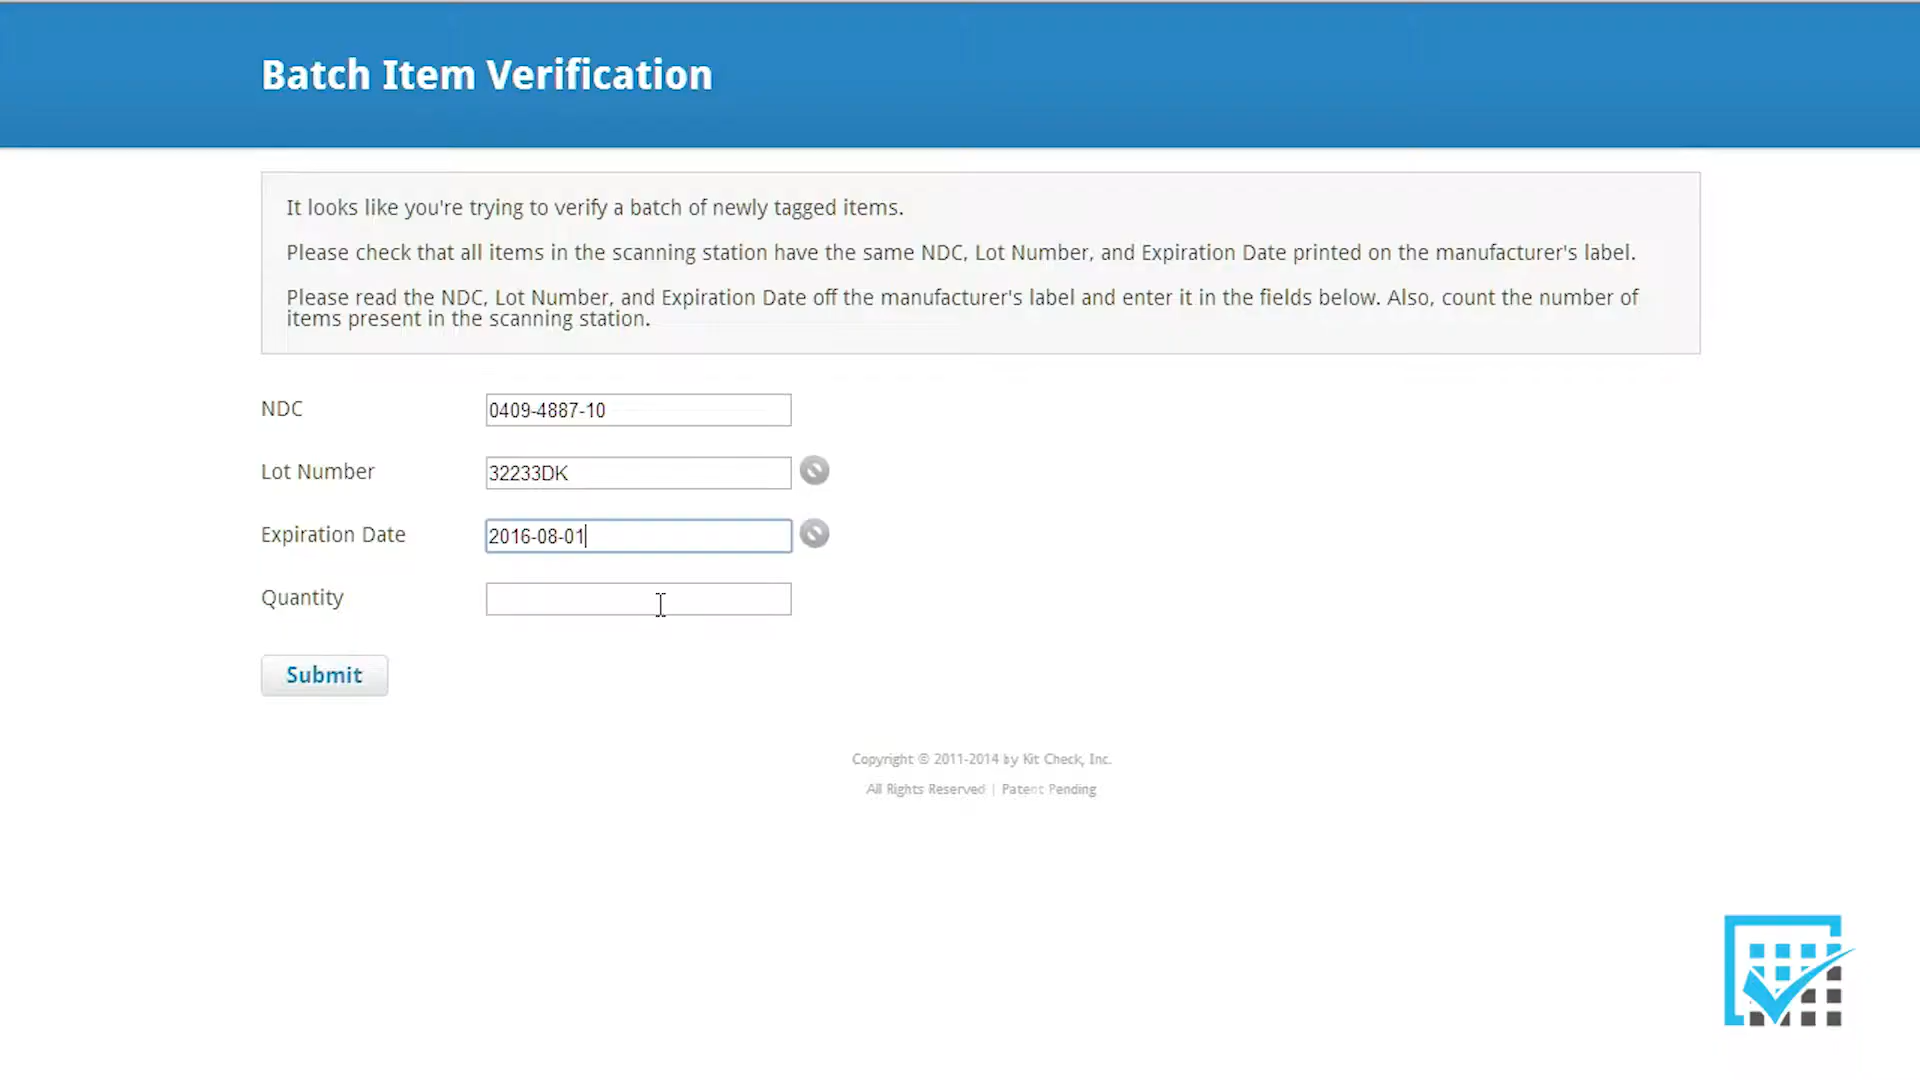 Batch Item Verification
It looks like you're trying to verify a batch of newly tagged items.
Please check that all items in the scanning station have the same NDC, Lot Number, and Expiration Date printed on the manufacturer's label.
Please read the NDC, Lot Number, and Expiration Date off the manufacturer's label and enter it in the fields below. Also, count the number of
items present in the scanning station.
NDC 0409-4887-10
Lot Number 32233DK
Expiration Date 2016-08-01
Quantity
Submit
Copyright © 2011-2014 by Kit Check, Inc.
All Rights Reserved | Patent Pending